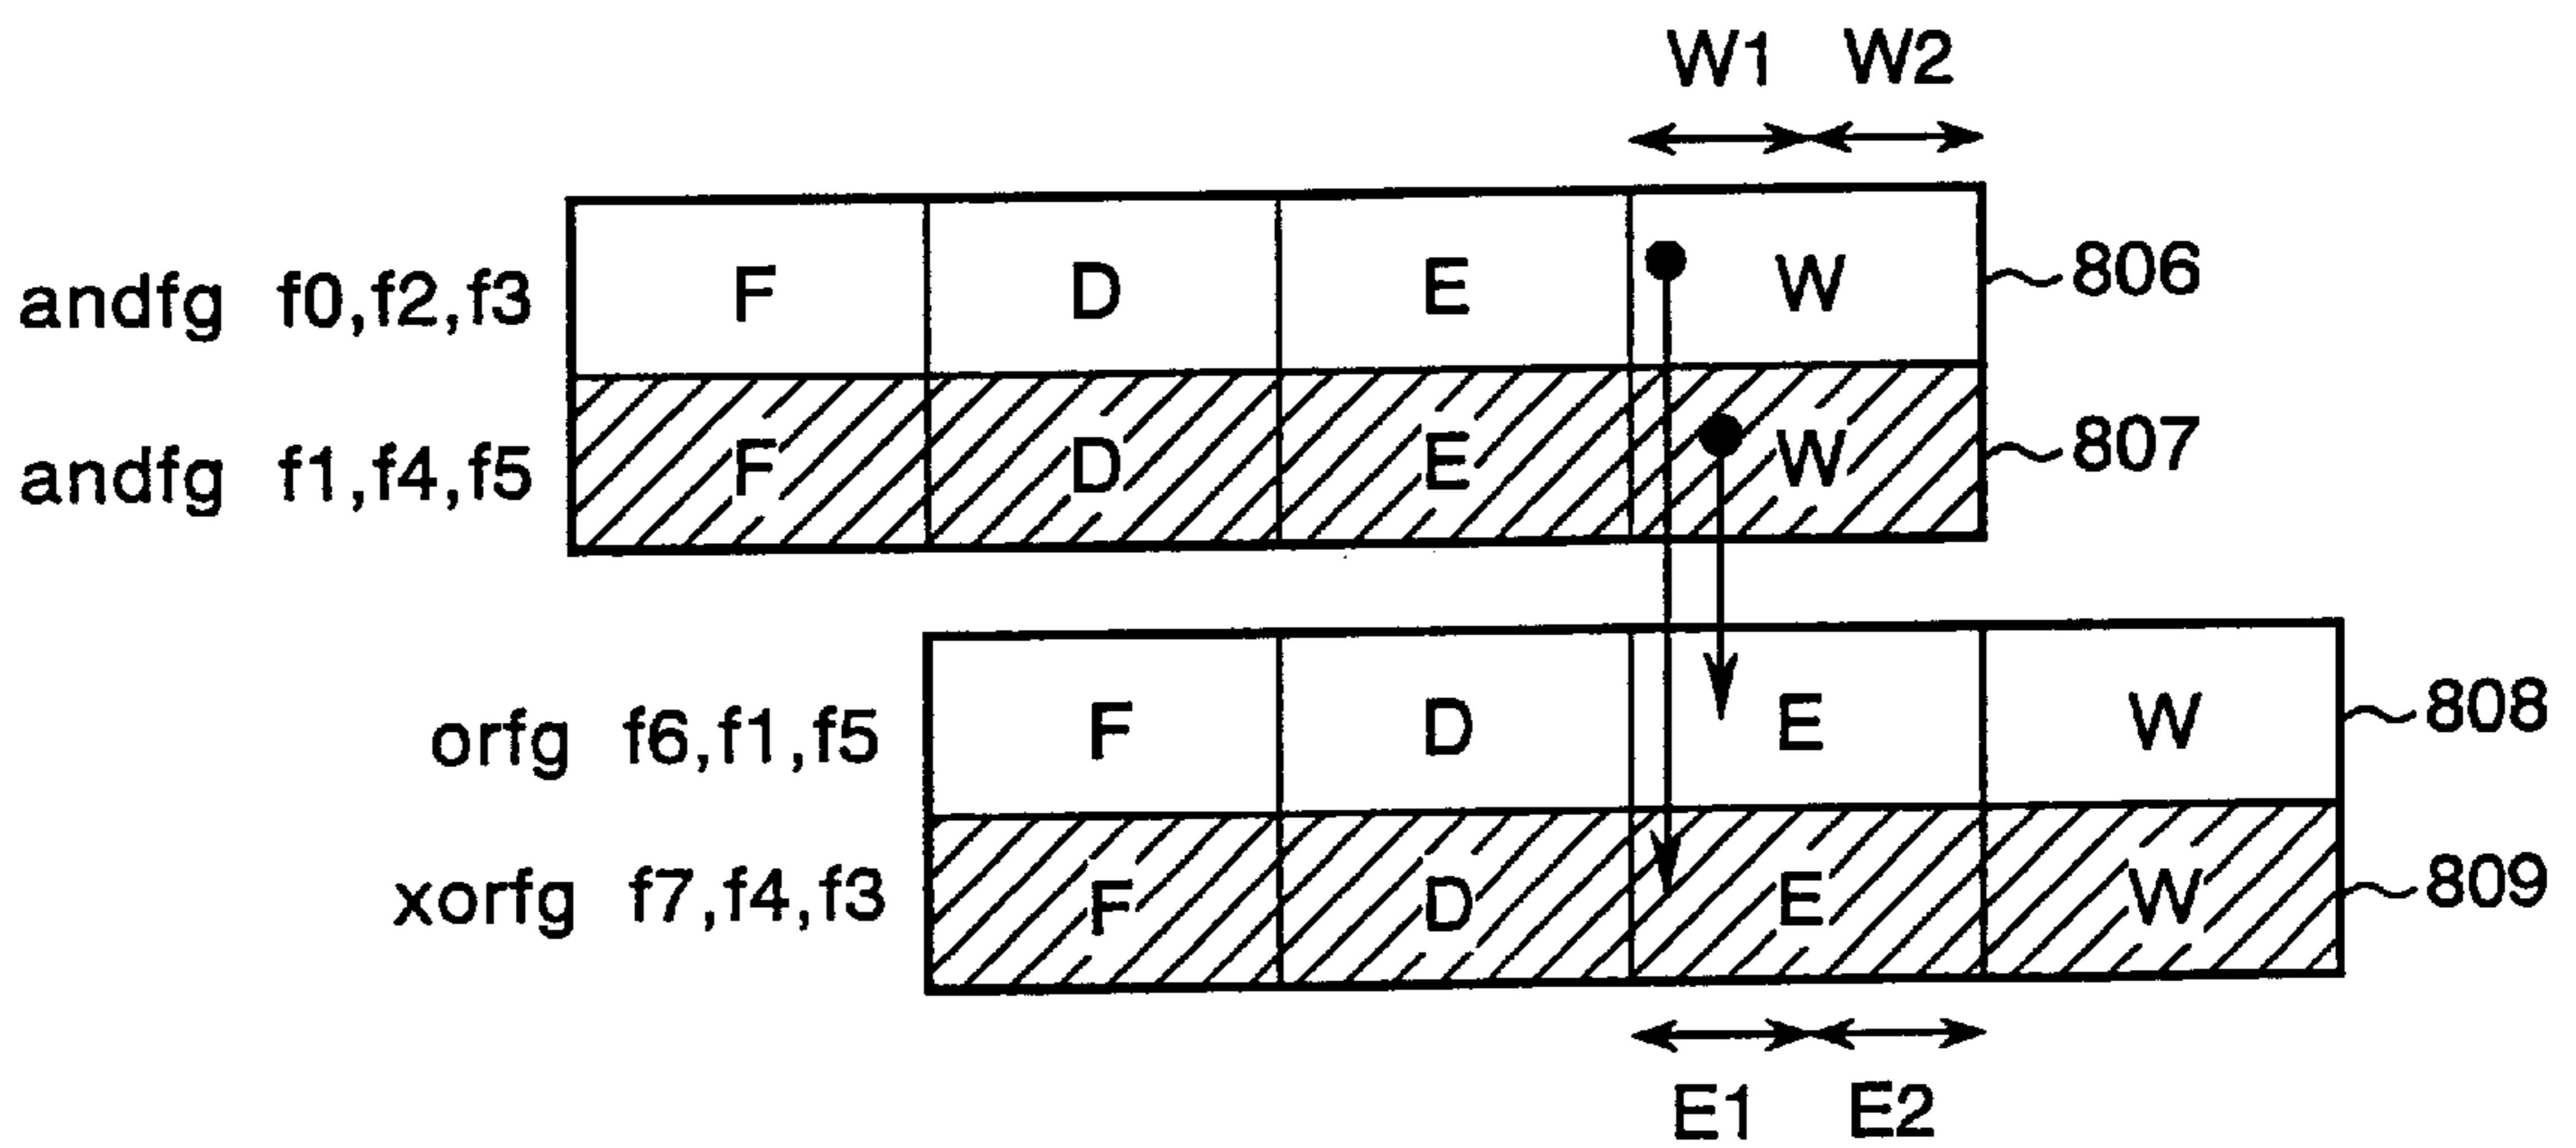 W1 W2
andfg f0,f2,f3 F D E W 806
andfg f1,f4,f5 F D E W 807
orfg f6,f1,f5 F D E W 808
xorfg f7,f4,f3 F D E W 809
E1 E2